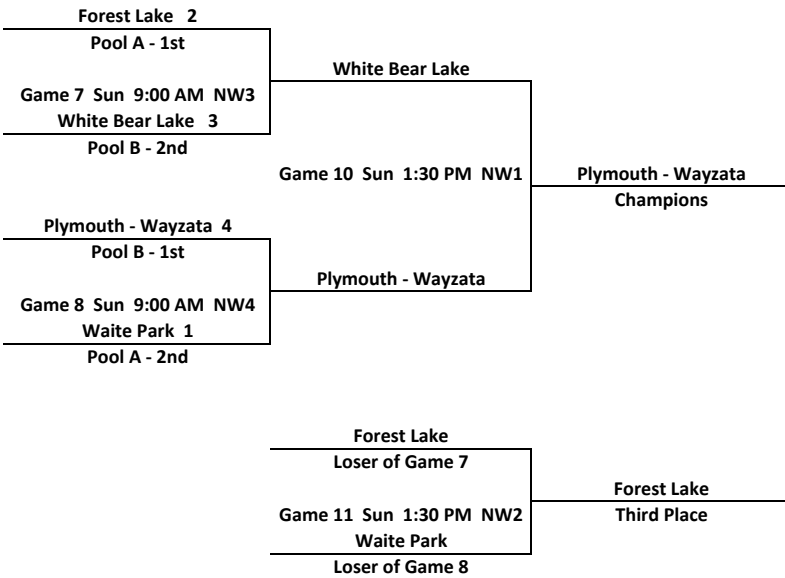 Forest Lake 2
Pool A - 1st
White Bear Lake
Game 7 Sun 9:00 AM NW3
White Bear Lake 3
Pool B - 2nd
Game 10 Sun 1:30 PM NW1
Plymouth - Wayzata
Champions
Plymouth - Wayzata 4
Pool B - 1st
Plymouth - Wayzata
Game 8 Sun 9:00 AM NW4
Waite Park 1
Pool A - 2nd
Forest Lake
Loser of Game 7
Forest Lake
Third Place
Game 11 Sun 1:30 PM NW2
Waite Park
Loser of Game 8